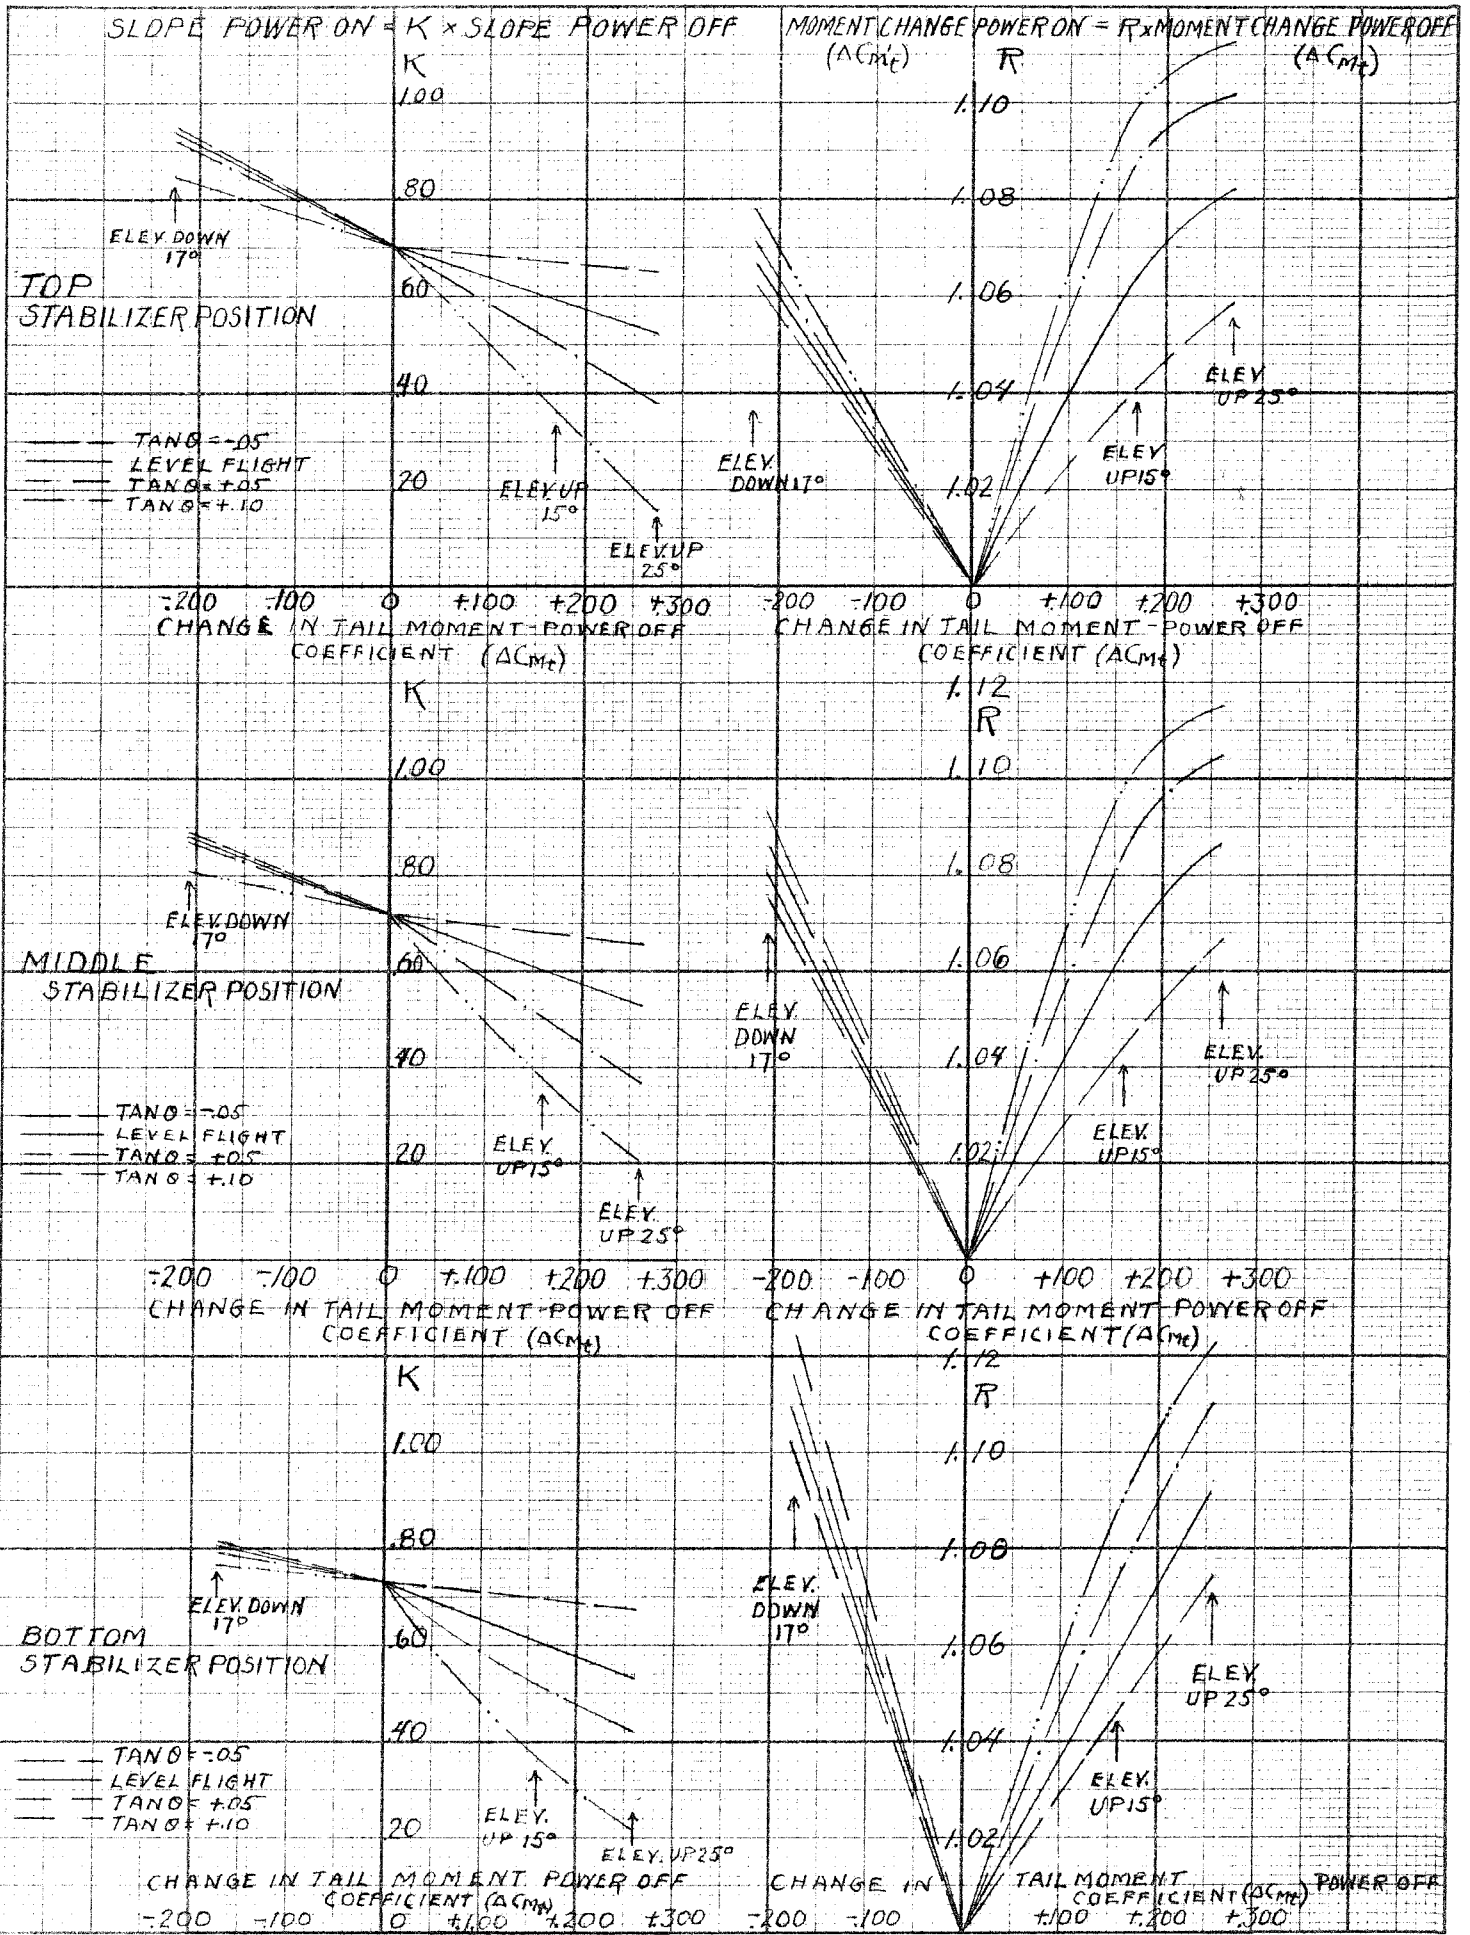 SLOPE POWER ON = K × SLOPE POWER OFF
MOMENT CHANGE POWER ON = R×MOMENT CHANGE POWER OFF
(ΔCM't) (ΔCMt)
K
1.00
.80
.60
.40
.20
ELEV. DOWN
17°
TOP
STABILIZER POSITION
TANθ = -.05
LEVEL FLIGHT
TANθ = +.05
TANθ = +.10
ELEV. UP
15°
ELEV. UP
25°
-.200 -.100 0 +.100 +.200 +.300
CHANGE IN TAIL MOMENT-POWER OFF
COEFFICIENT (ΔCMt)
R
1.10
1.08
1.06
1.04
1.02
ELEV.
DOWN 17°
ELEV.
UP 15°
ELEV.
UP 25°
-.200 -.100 0 +.100 +.200 +.300
CHANGE IN TAIL MOMENT-POWER OFF
COEFFICIENT (ΔCMt)
K
1.00
.80
.60
.40
.20
ELEV. DOWN
17°
MIDDLE
STABILIZER POSITION
TANθ = -.05
LEVEL FLIGHT
TANθ = +.05
TANθ = +.10
ELEV.
UP 15°
ELEV.
UP 25°
-.200 -.100 0 +.100 +.200 +.300
CHANGE IN TAIL MOMENT-POWER OFF
COEFFICIENT (ΔCMt)
1.12
R
1.10
1.08
1.06
1.04
1.02
ELEV.
DOWN
17°
ELEV.
UP 15°
ELEV.
UP 25°
-.200 -.100 0 +.100 +.200 +.300
CHANGE IN TAIL MOMENT-POWER OFF
COEFFICIENT (ΔCMt)
K
1.00
.80
.60
.40
.20
ELEV. DOWN
17°
BOTTOM
STABILIZER POSITION
TANθ = -.05
LEVEL FLIGHT
TANθ = +.05
TANθ = +.10
ELEV.
UP 15°
ELEV. UP 25°
CHANGE IN TAIL MOMENT POWER OFF
COEFFICIENT (ΔCMt)
-.200 -.100 0 +.100 +.200 +.300
1.12
R
1.10
1.08
1.06
1.04
1.02
ELEV.
DOWN
17°
ELEV.
UP 25°
ELEV.
UP 15°
CHANGE IN TAIL MOMENT POWER OFF
COEFFICIENT (ΔCMt)
-.200 -.100 +.100 +.200 +.300